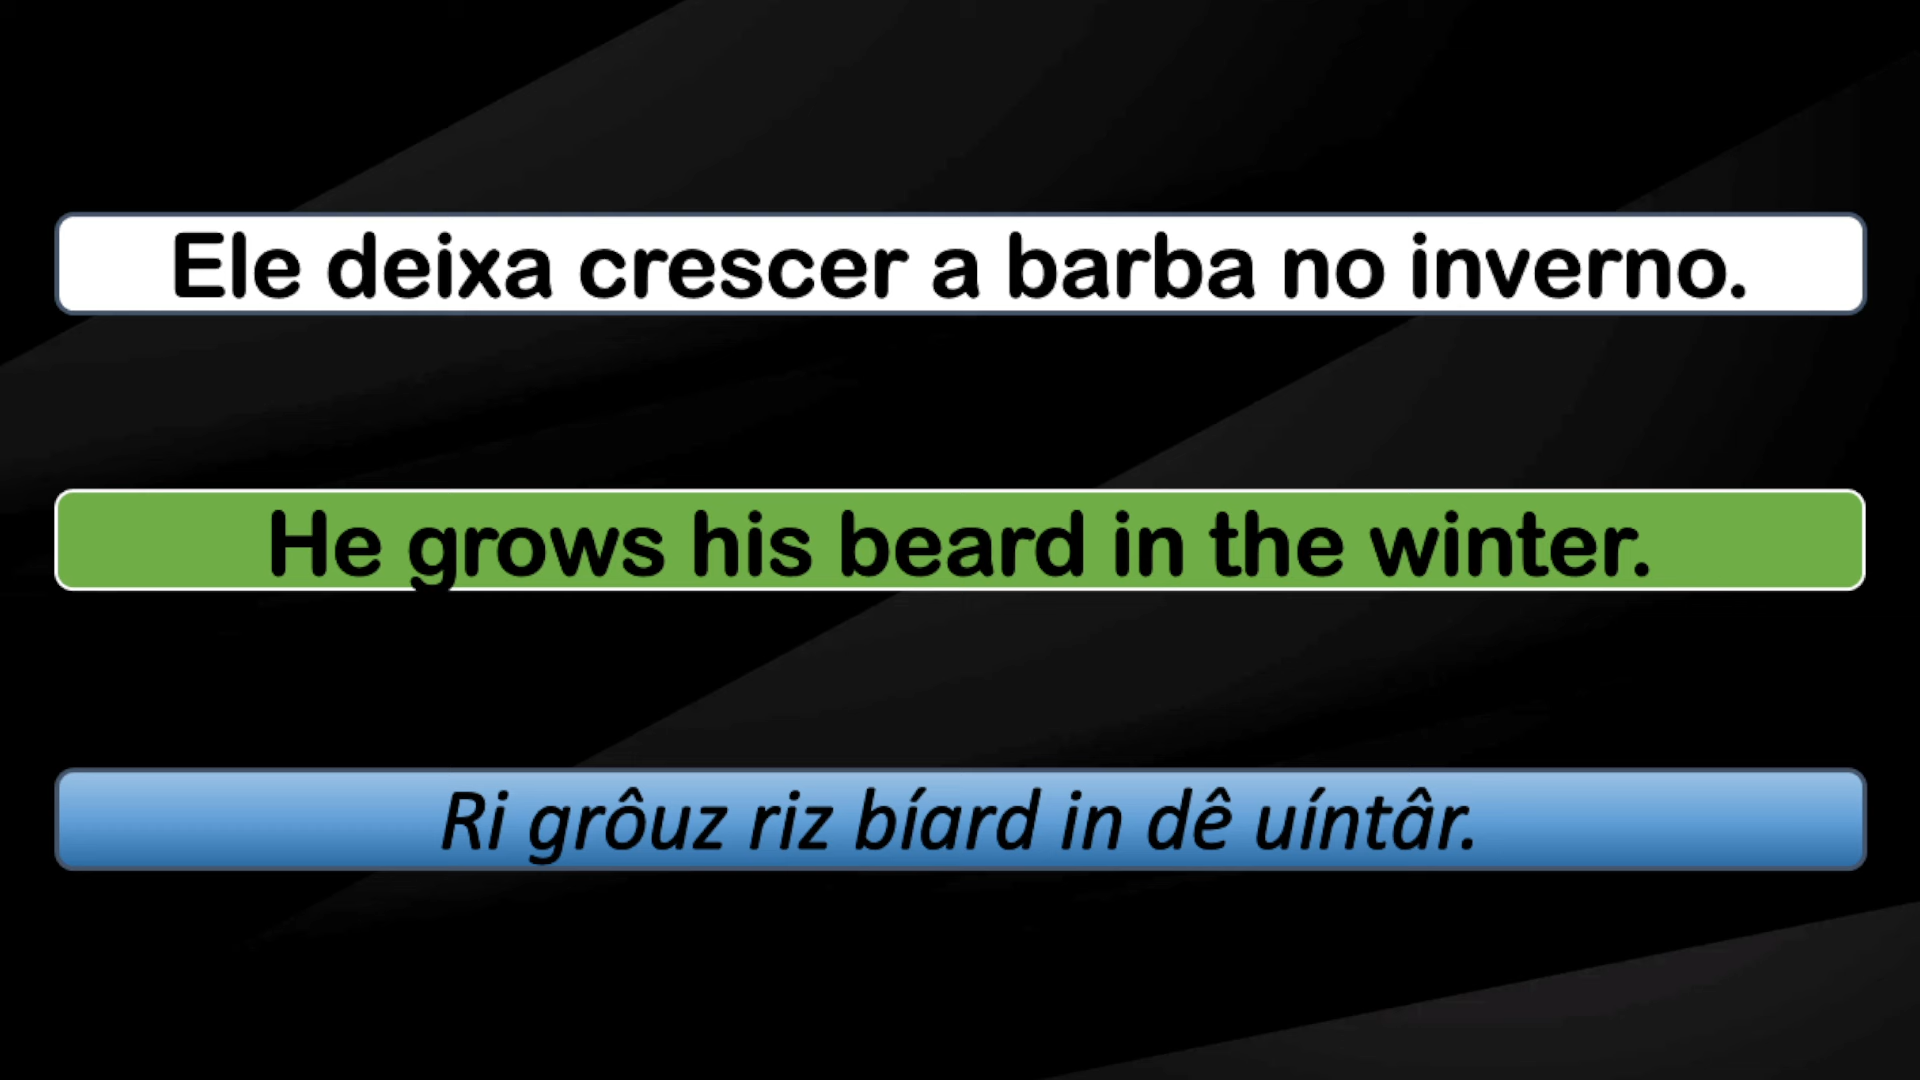 Ele deixa crescer a barba no inverno.
He grows his beard in the winter.
Ri grôuz riz bíard in dê uíntâr.